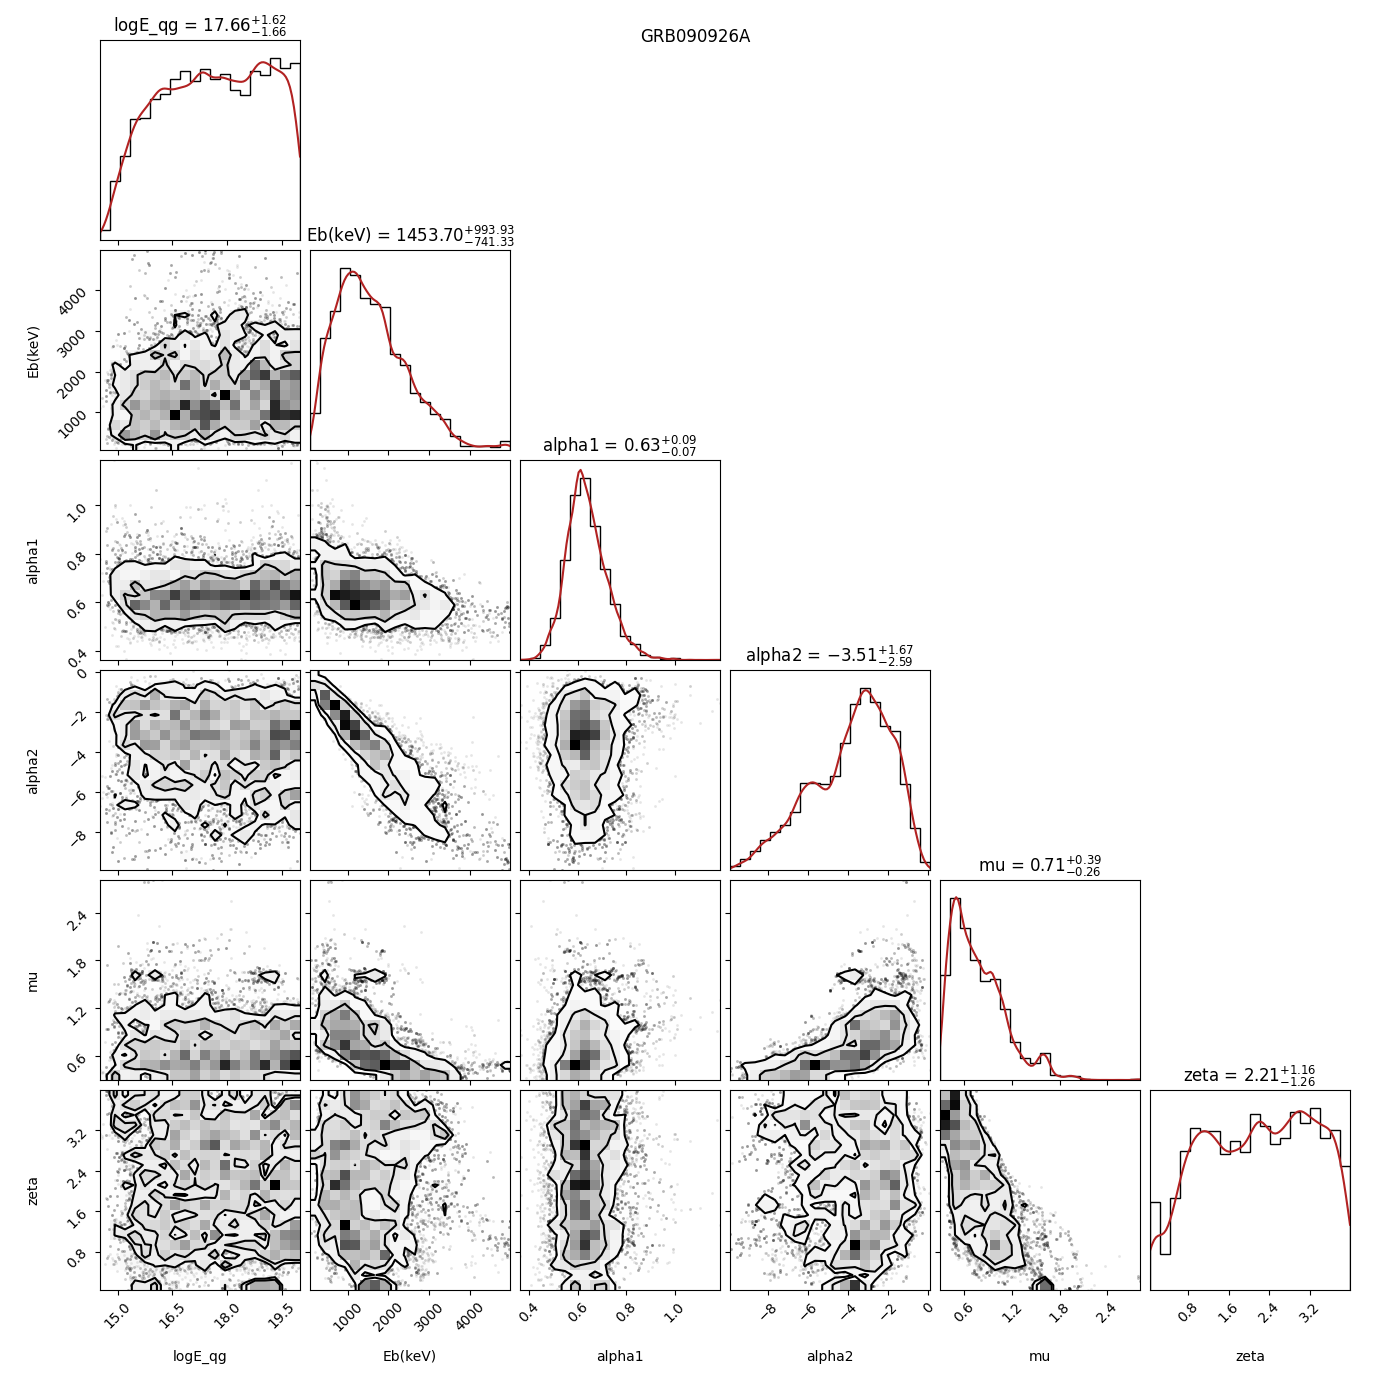 logE_qg = 17.66+1.62 −1.66
GRB090926A
Eb(keV) = 1453.70+993.93 −741.33
Eb(keV)
4000
3000
2000
1000
alpha1 = 0.63+0.09 −0.07
alpha1
1.0
0.8
0.6
0.4
alpha2 = −3.51+1.67 −2.59
alpha2
0
−2
−4
−6
−8
mu = 0.71+0.39 −0.26
mu
2.4
1.8
1.2
0.6
zeta = 2.21+1.16 −1.26
zeta
3.2
2.4
1.6
0.8
15.0 16.5 18.0 19.5 1000 2000 3000 4000 0.4 0.6 0.8 1.0 −8 −6 −4 −2 0 0.6 1.2 1.8 2.4 0.8 1.6 2.4 3.2
logE_qg Eb(keV) alpha1 alpha2 mu zeta